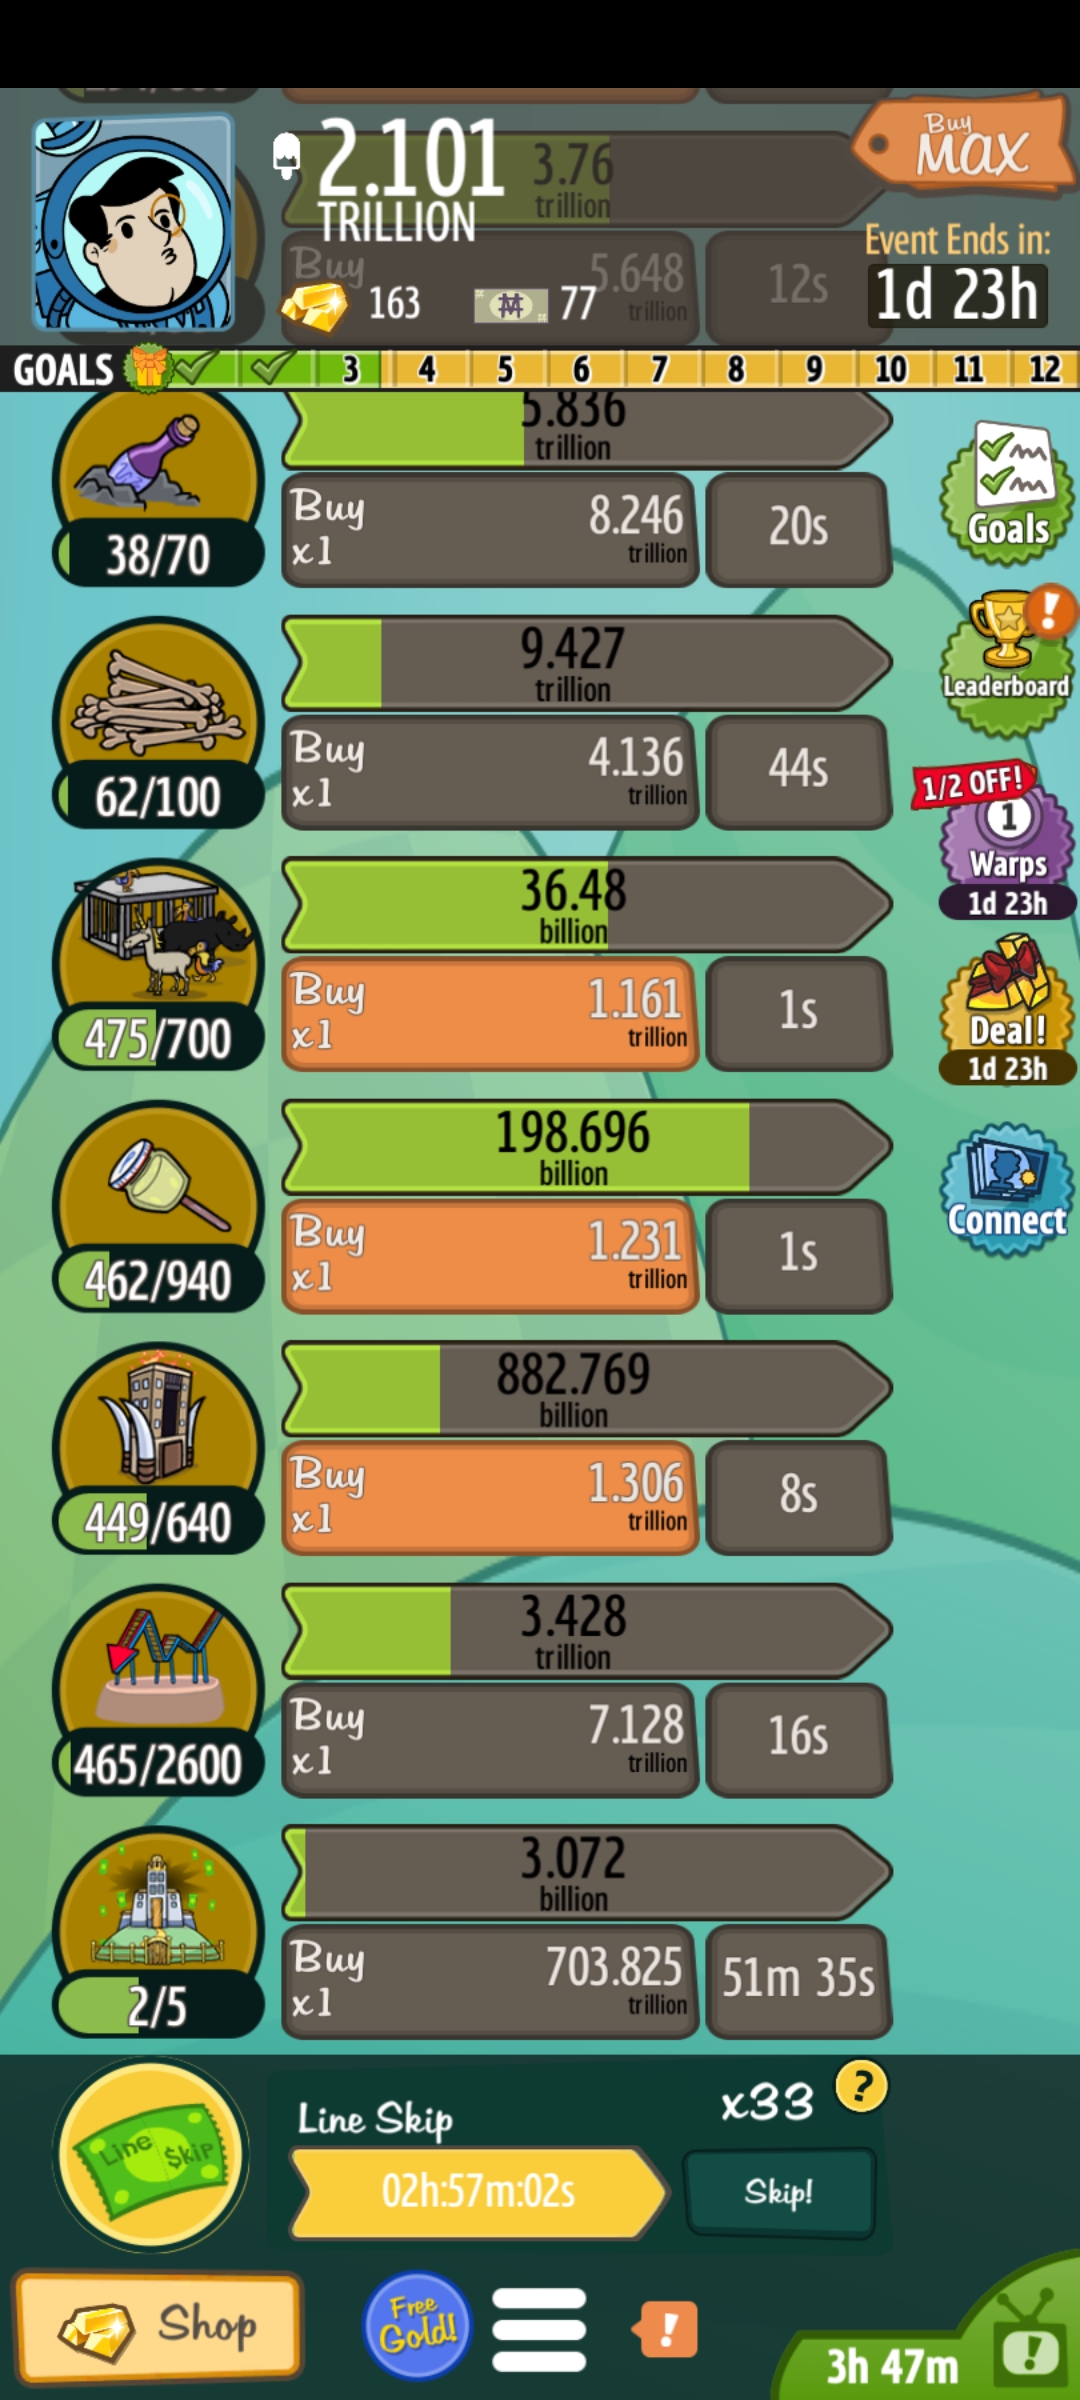 2.101
TRILLION
3.76
trillion
Buy
MAX
Buy
5.648
trillion
12s
163
77
Event Ends in:
1d 23h
GOALS 3 4 5 6 7 8 9 10 11 12
5.836
trillion
38/70
Buy
x1
8.246
trillion
20s
Goals
9.427
trillion
62/100
Buy
x1
4.136
trillion
44s
Leaderboard
1/2 OFF!
1
Warps
1d 23h
36.48
billion
475/700
Buy
x1
1.161
trillion
1s
Deal!
1d 23h
198.696
billion
462/940
Buy
x1
1.231
trillion
1s
Connect
882.769
billion
449/640
Buy
x1
1.306
trillion
8s
3.428
trillion
465/2600
Buy
x1
7.128
trillion
16s
3.072
billion
2/5
Buy
x1
703.825
trillion
51m 35s
Line $kip
Line Skip
x33
?
02h:57m:02s
Skip!
Shop
Free
Gold!
!
3h 47m
!